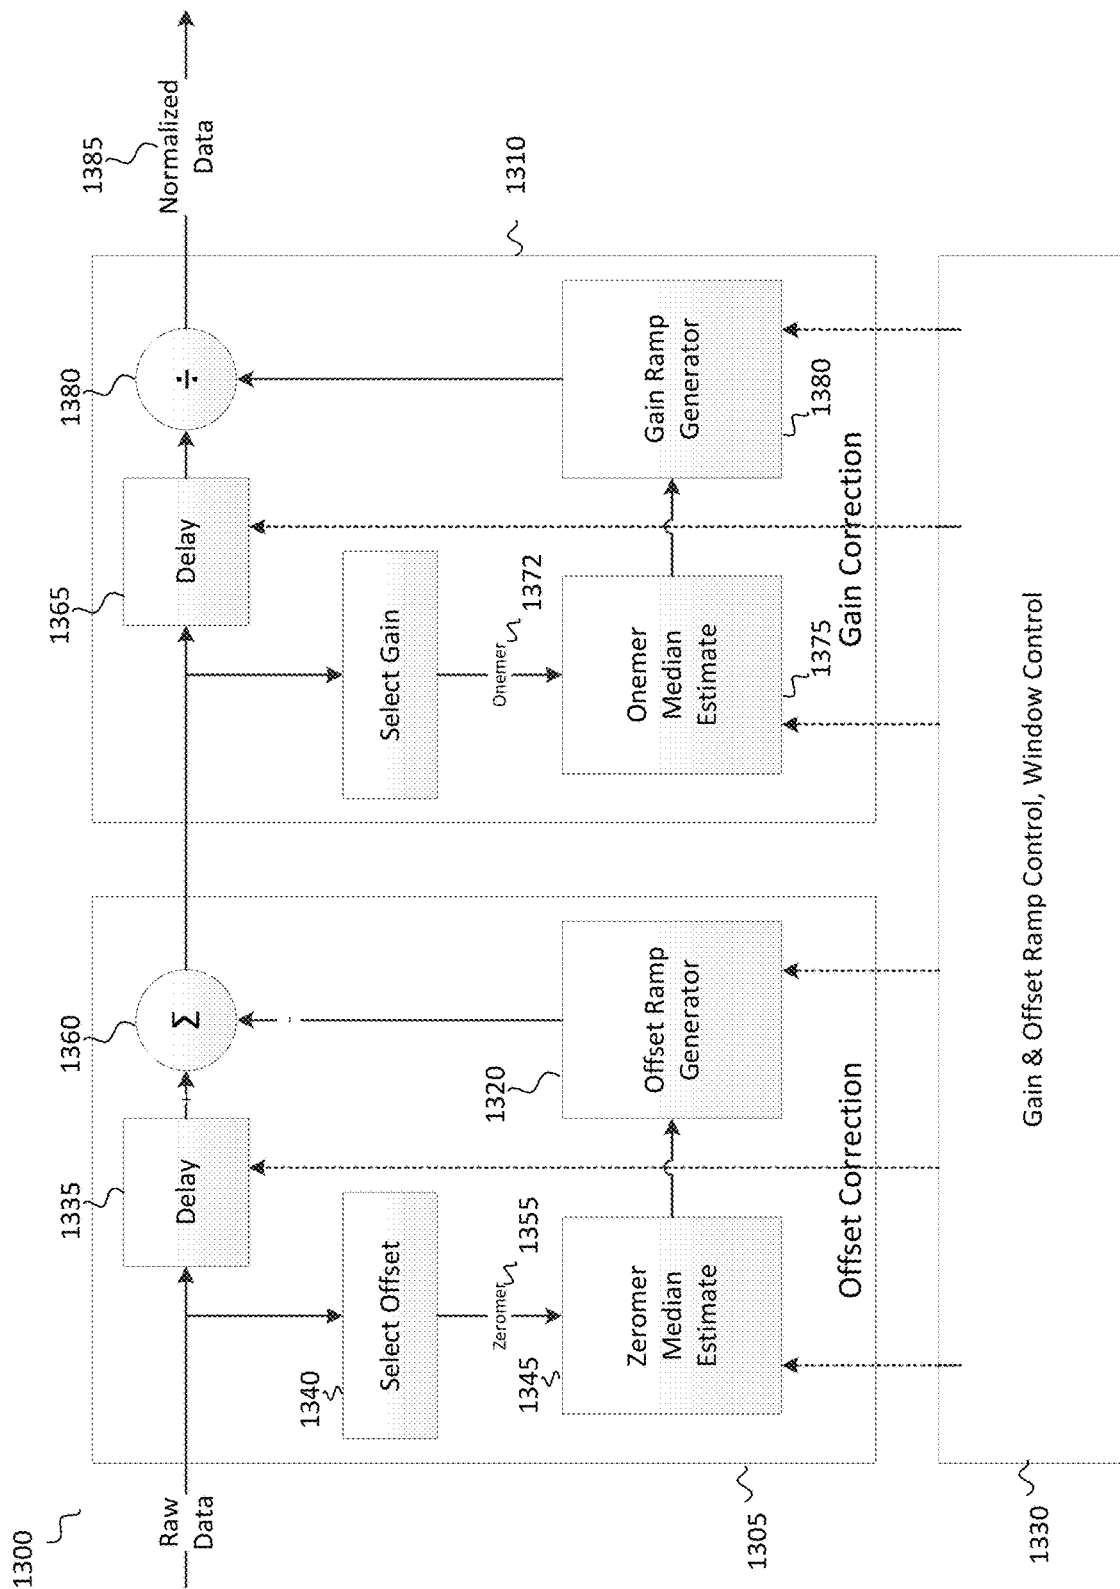 1300
Raw
Data
1335
Delay
1360
Σ
1340
Select Offset
Zeromer
1355
1345
Zeromer
Median
Estimate
1320
Offset Ramp
Generator
Offset Correction
1305
1365
Delay
1380
÷
Select Gain
Onemer
1372
Onemer
Median
Estimate
1375
Gain Ramp
Generator
1380
Gain Correction
1310
1385
Normalized
Data
Gain & Offset Ramp Control, Window Control
1330